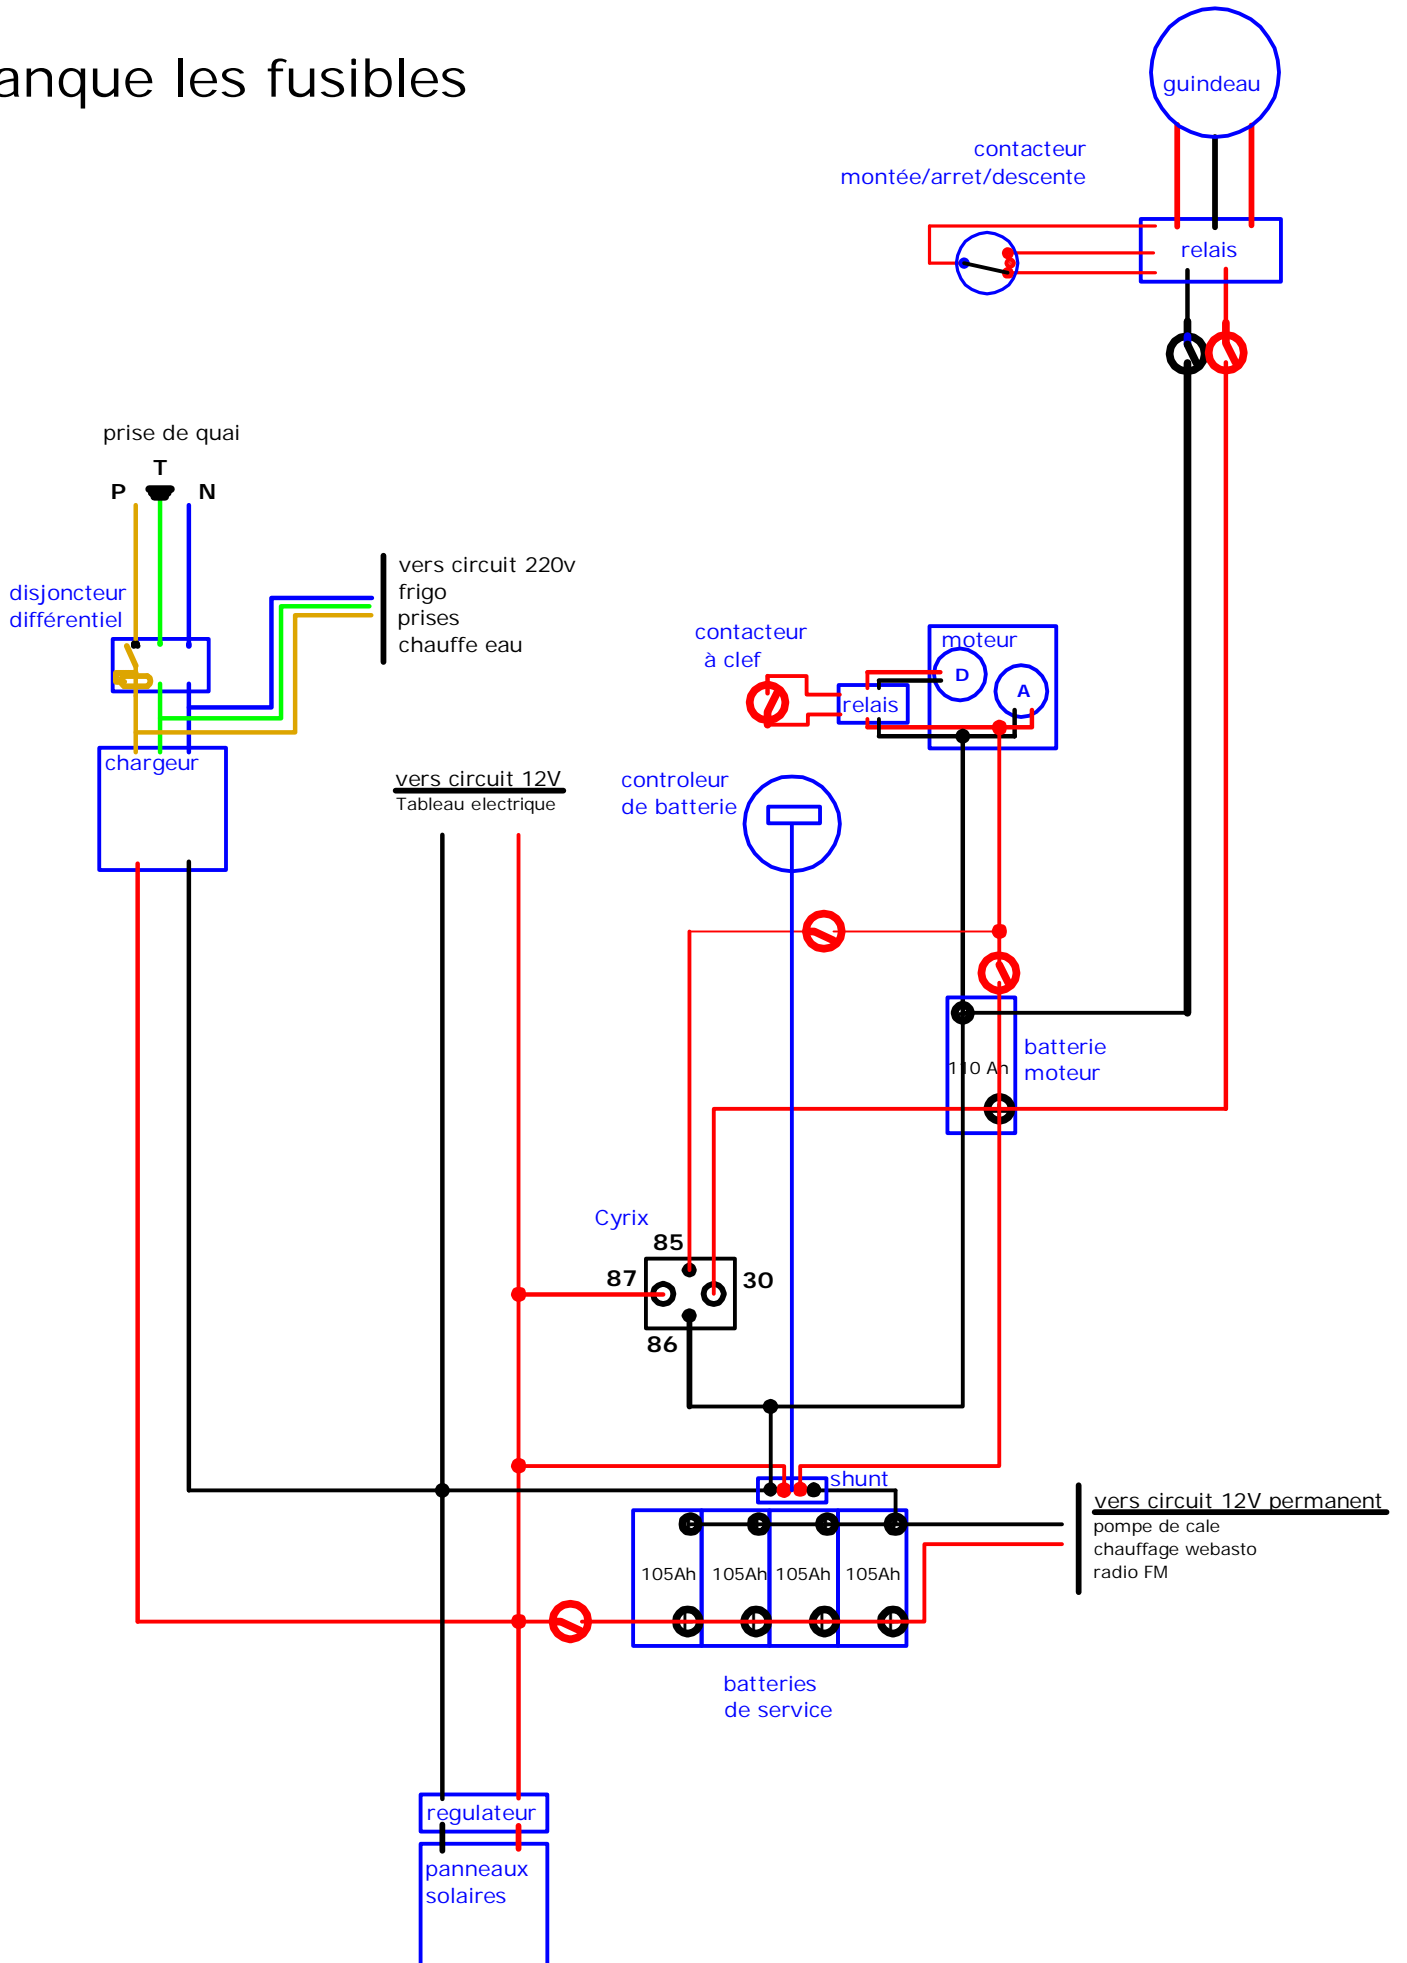 anque les fusibles
guindeau
contacteur
montée/arret/descente
relais
prise de quai
T
P
N
vers circuit 220v
frigo
prises
chauffe eau
disjoncteur
différentiel
contacteur
à clef
moteur
D
A
relais
chargeur
vers circuit 12V
Tableau electrique
controleur
de batterie
batterie
moteur
110 Ah
Cyrix
85
87
30
86
shunt
vers circuit 12V permanent
pompe de cale
chauffage webasto
radio FM
105Ah
105Ah
105Ah
105Ah
batteries
de service
regulateur
panneaux
solaires